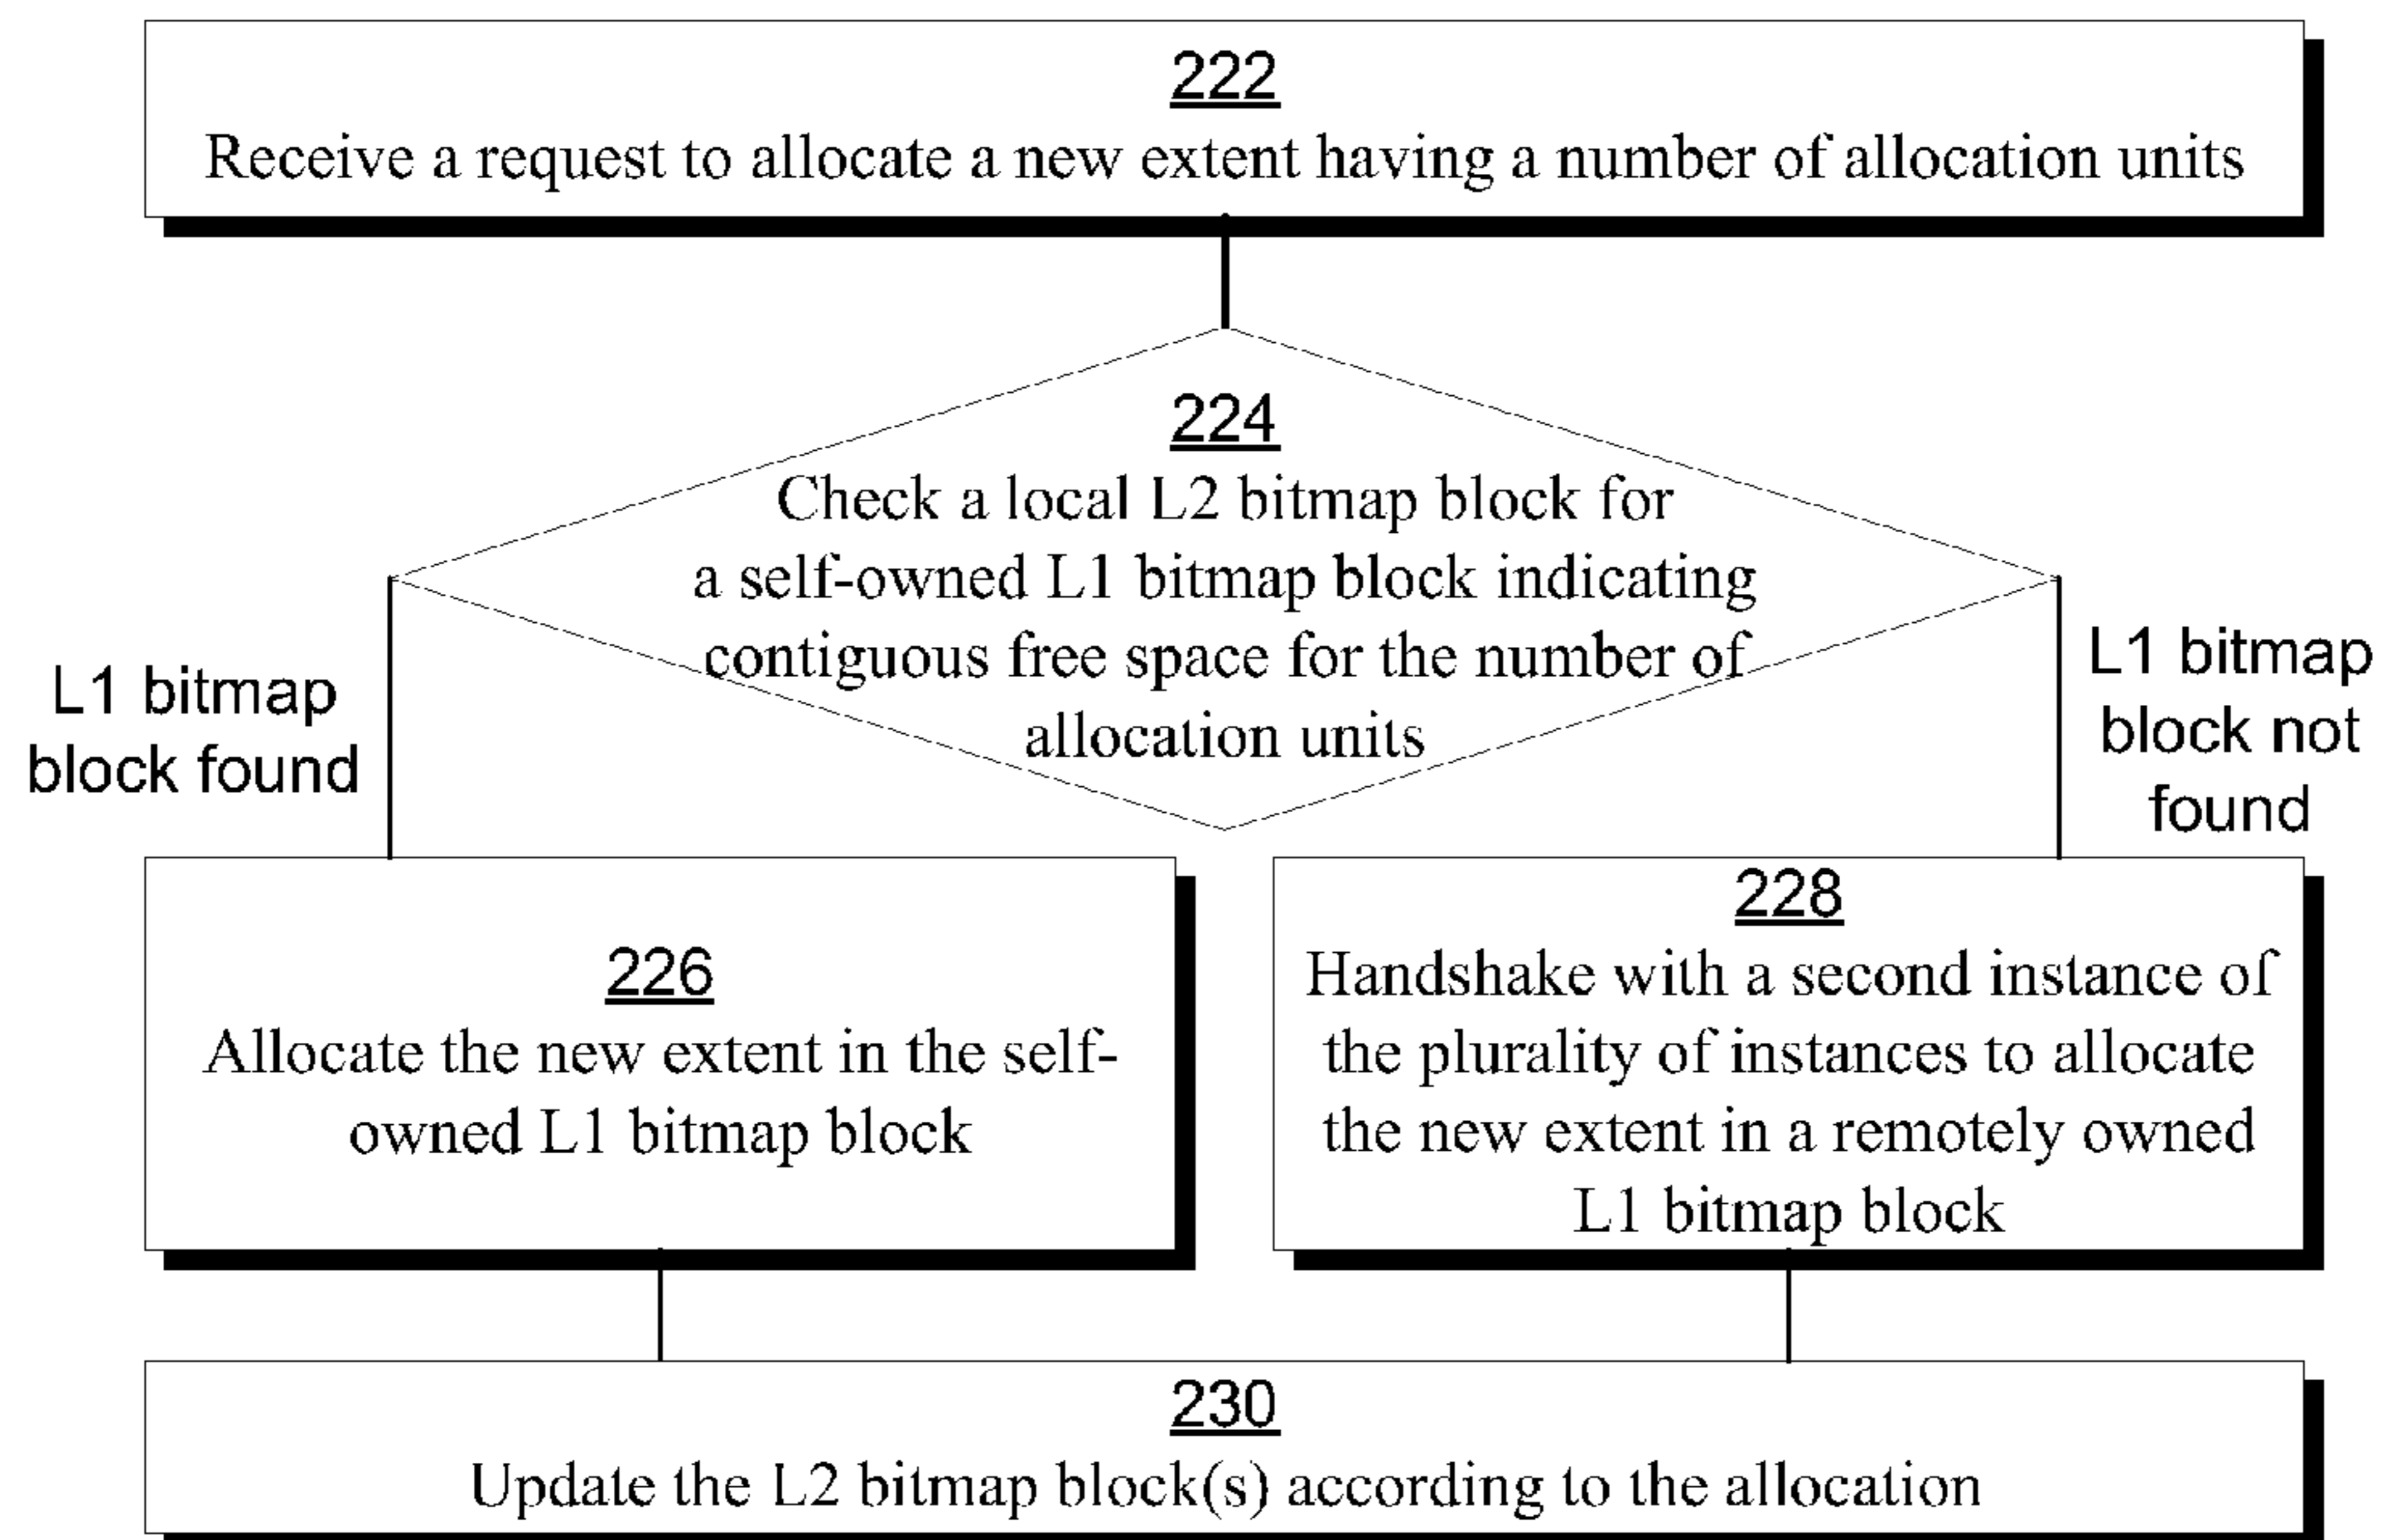 222
Receive a request to allocate a new extent having a number of allocation units
224
Check a local L2 bitmap block for
a self-owned L1 bitmap block indicating
contiguous free space for the number of
allocation units
L1 bitmap
block found
L1 bitmap
block not
found
226
Allocate the new extent in the self-
owned L1 bitmap block
228
Handshake with a second instance of
the plurality of instances to allocate
the new extent in a remotely owned
L1 bitmap block
230
Update the L2 bitmap block(s) according to the allocation